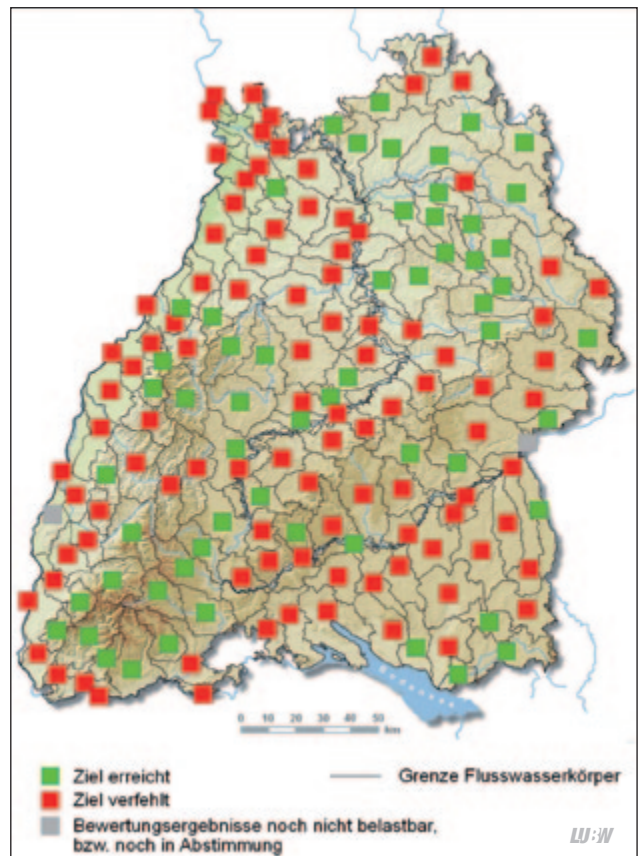 0 10 20 30 40 50
km
Ziel erreicht
Grenze Flusswasserkörper
Ziel verfehlt
Bewertungsergebnisse noch nicht belastbar,
bzw. noch in Abstimmung
LUBW